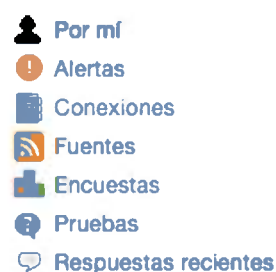 Por mí
Alertas
Conexiones
Fuentes
Encuestas
Pruebas
Respuestas recientes